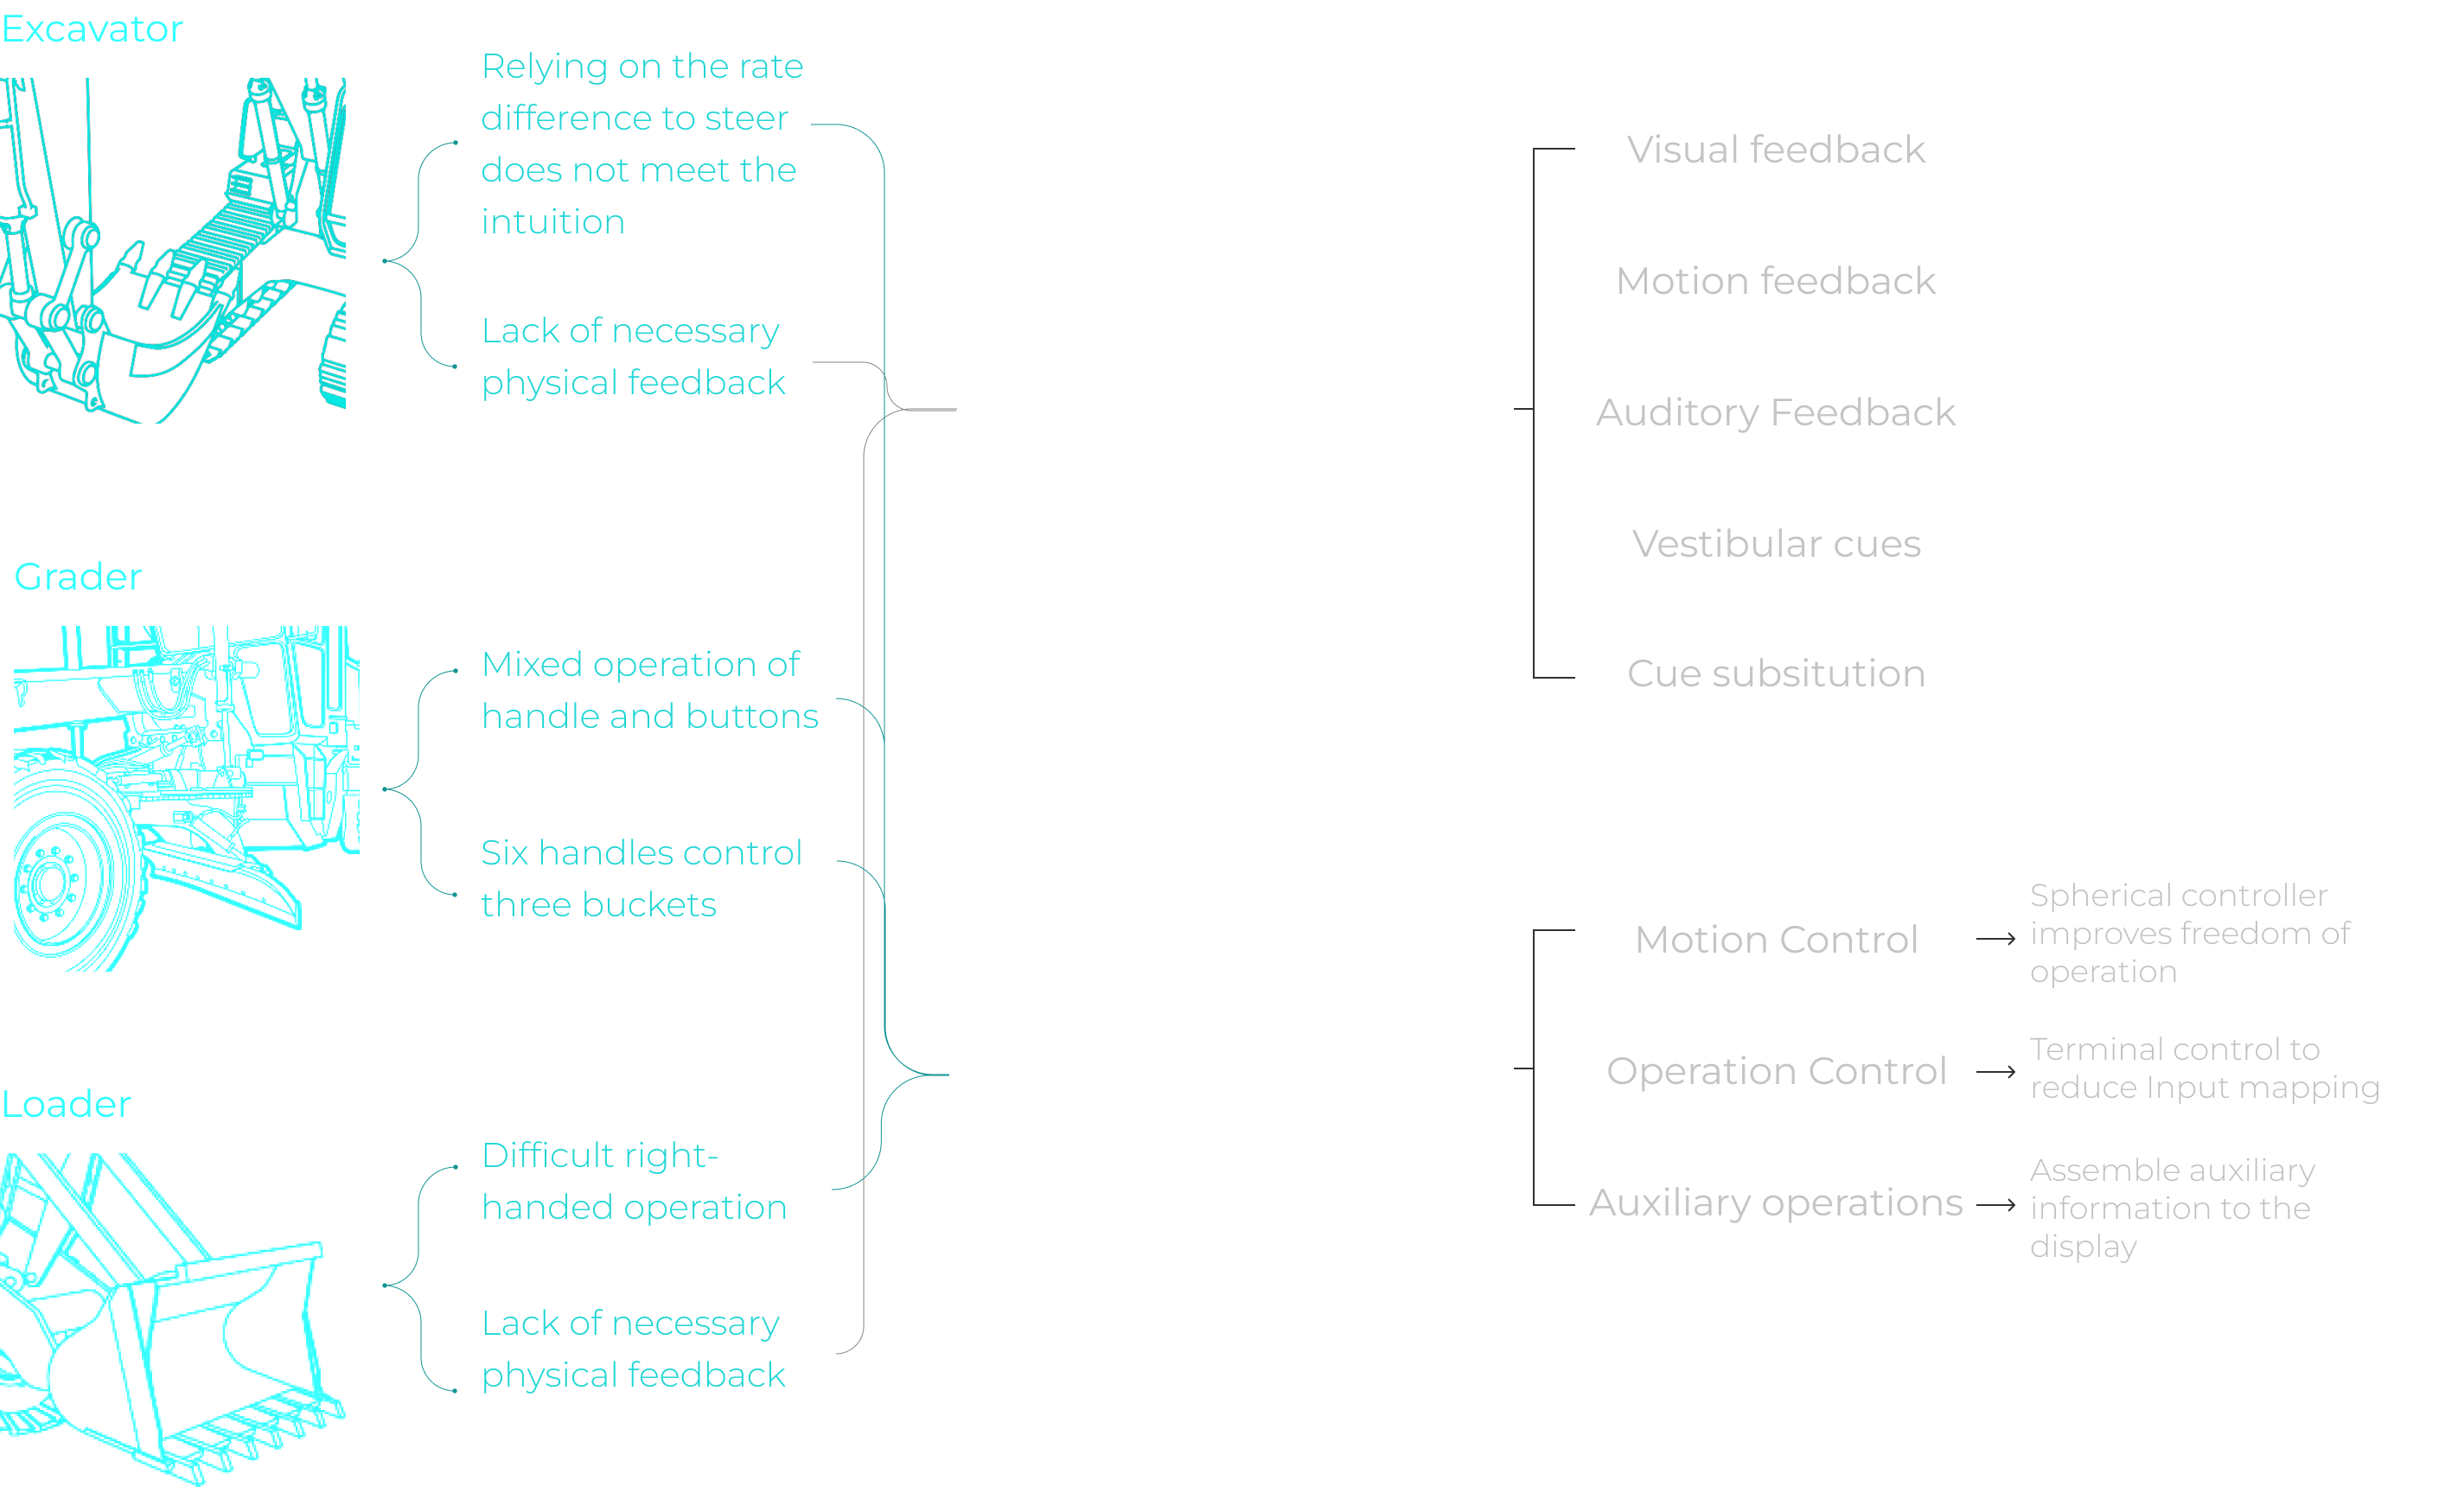 Excavator
Relying on the rate
difference to steer
does not meet the
intuition
Lack of necessary
physical feedback
Grader
Mixed operation of
handle and buttons
Six handles control
three buckets
Loader
Difficult right-
handed operation
Lack of necessary
physical feedback
Visual feedback
Motion feedback
Auditory Feedback
Vestibular cues
Cue subsitution
Motion Control
Spherical controller
improves freedom of
operation
Operation Control
Terminal control to
reduce Input mapping
Auxiliary operations
Assemble auxiliary
information to the
display